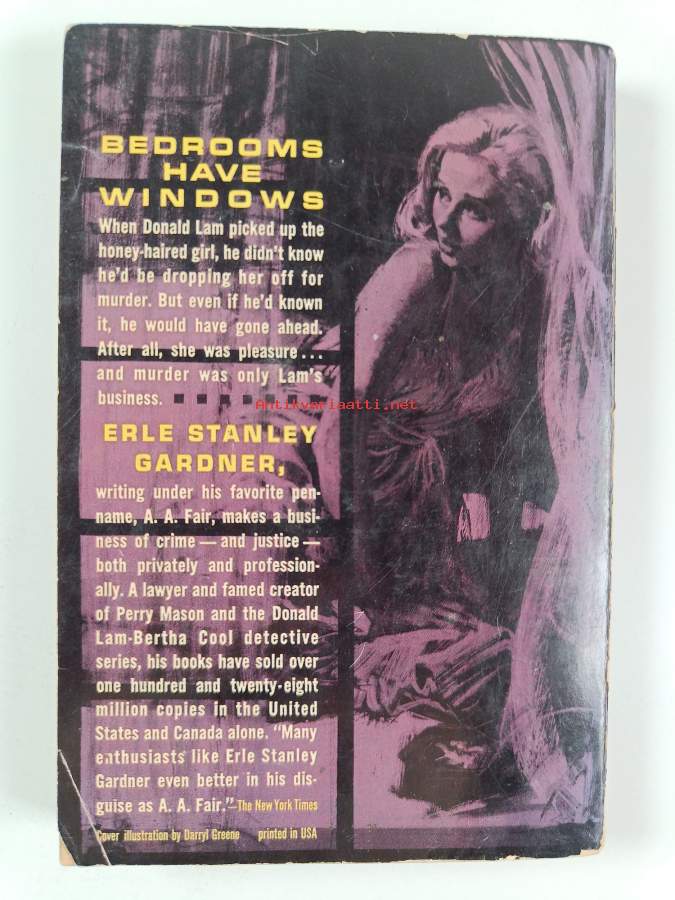 BEDROOMS
HAVE
WINDOWS
When Donald Lam picked up the
honey-haired girl, he didn't know
he'd be dropping her off for
murder. But even if he'd known
it, he would have gone ahead.
After all, she was pleasure...
and murder was only Lam's
business.
Antikvariaatti.net
ERLE STANLEY
GARDNER,
writing under his favorite pen-
name, A. A. Fair, makes a busi-
ness of crime — and justice —
both privately and profession-
ally. A lawyer and famed creator
of Perry Mason and the Donald
Lam-Bertha Cool detective
series, his books have sold over
one hundred and twenty-eight
million copies in the United
States and Canada alone. "Many
enthusiasts like Erle Stanley
Gardner even better in his dis-
guise as A. A. Fair."—The New York Times
Cover illustration by Darryl Greene printed in USA